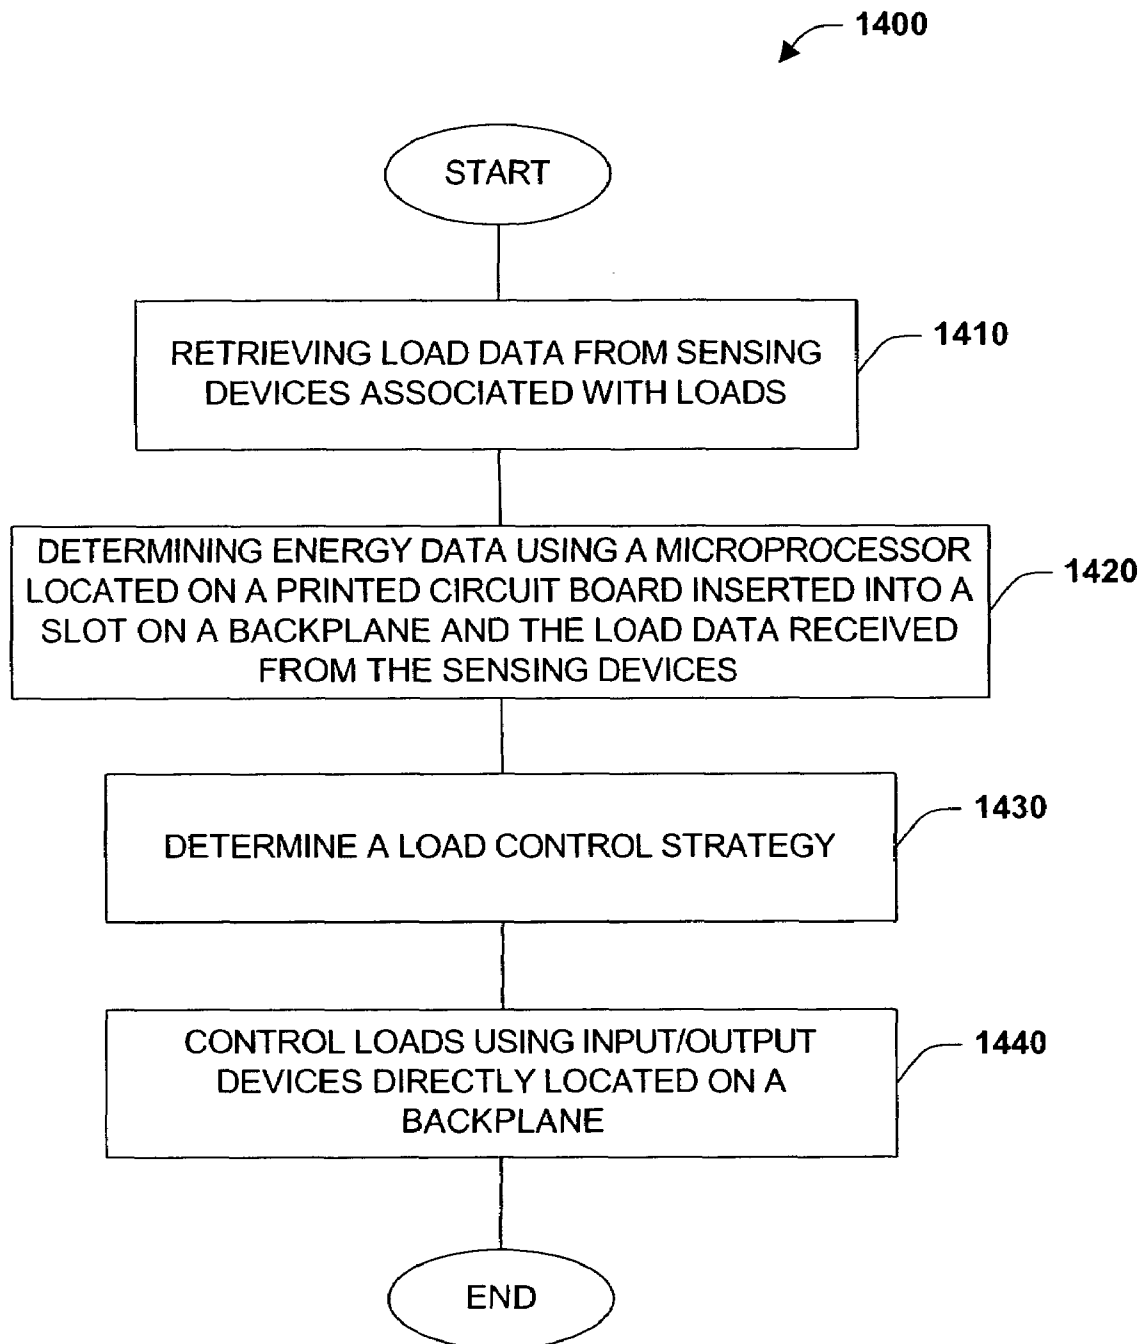 1400
START
RETRIEVING LOAD DATA FROM SENSING
DEVICES ASSOCIATED WITH LOADS
1410
DETERMINING ENERGY DATA USING A MICROPROCESSOR
LOCATED ON A PRINTED CIRCUIT BOARD INSERTED INTO A
SLOT ON A BACKPLANE AND THE LOAD DATA RECEIVED
FROM THE SENSING DEVICES
1420
DETERMINE A LOAD CONTROL STRATEGY
1430
CONTROL LOADS USING INPUT/OUTPUT
DEVICES DIRECTLY LOCATED ON A
BACKPLANE
1440
END